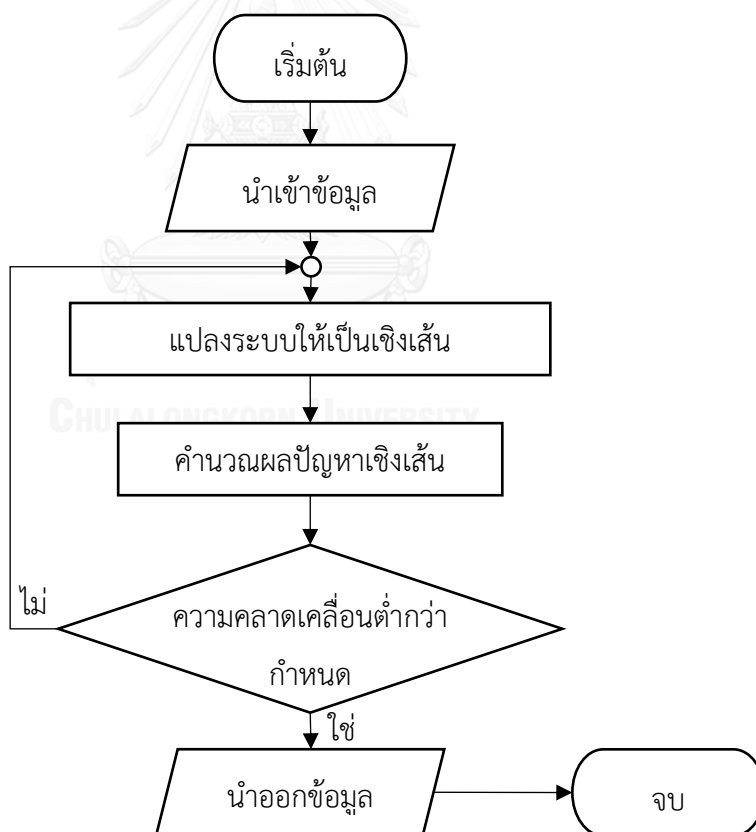 เริ่มต้น
นำเข้าข้อมูล
แปลงระบบให้เป็นเชิงเส้น
CHULALONGKORN UNIVERSITY
คำนวณผลปัญหาเชิงเส้น
ไม่
ความคลาดเคลื่อนต่ำกว่า
กำหนด
ใช่
นำออกข้อมูล
จบ